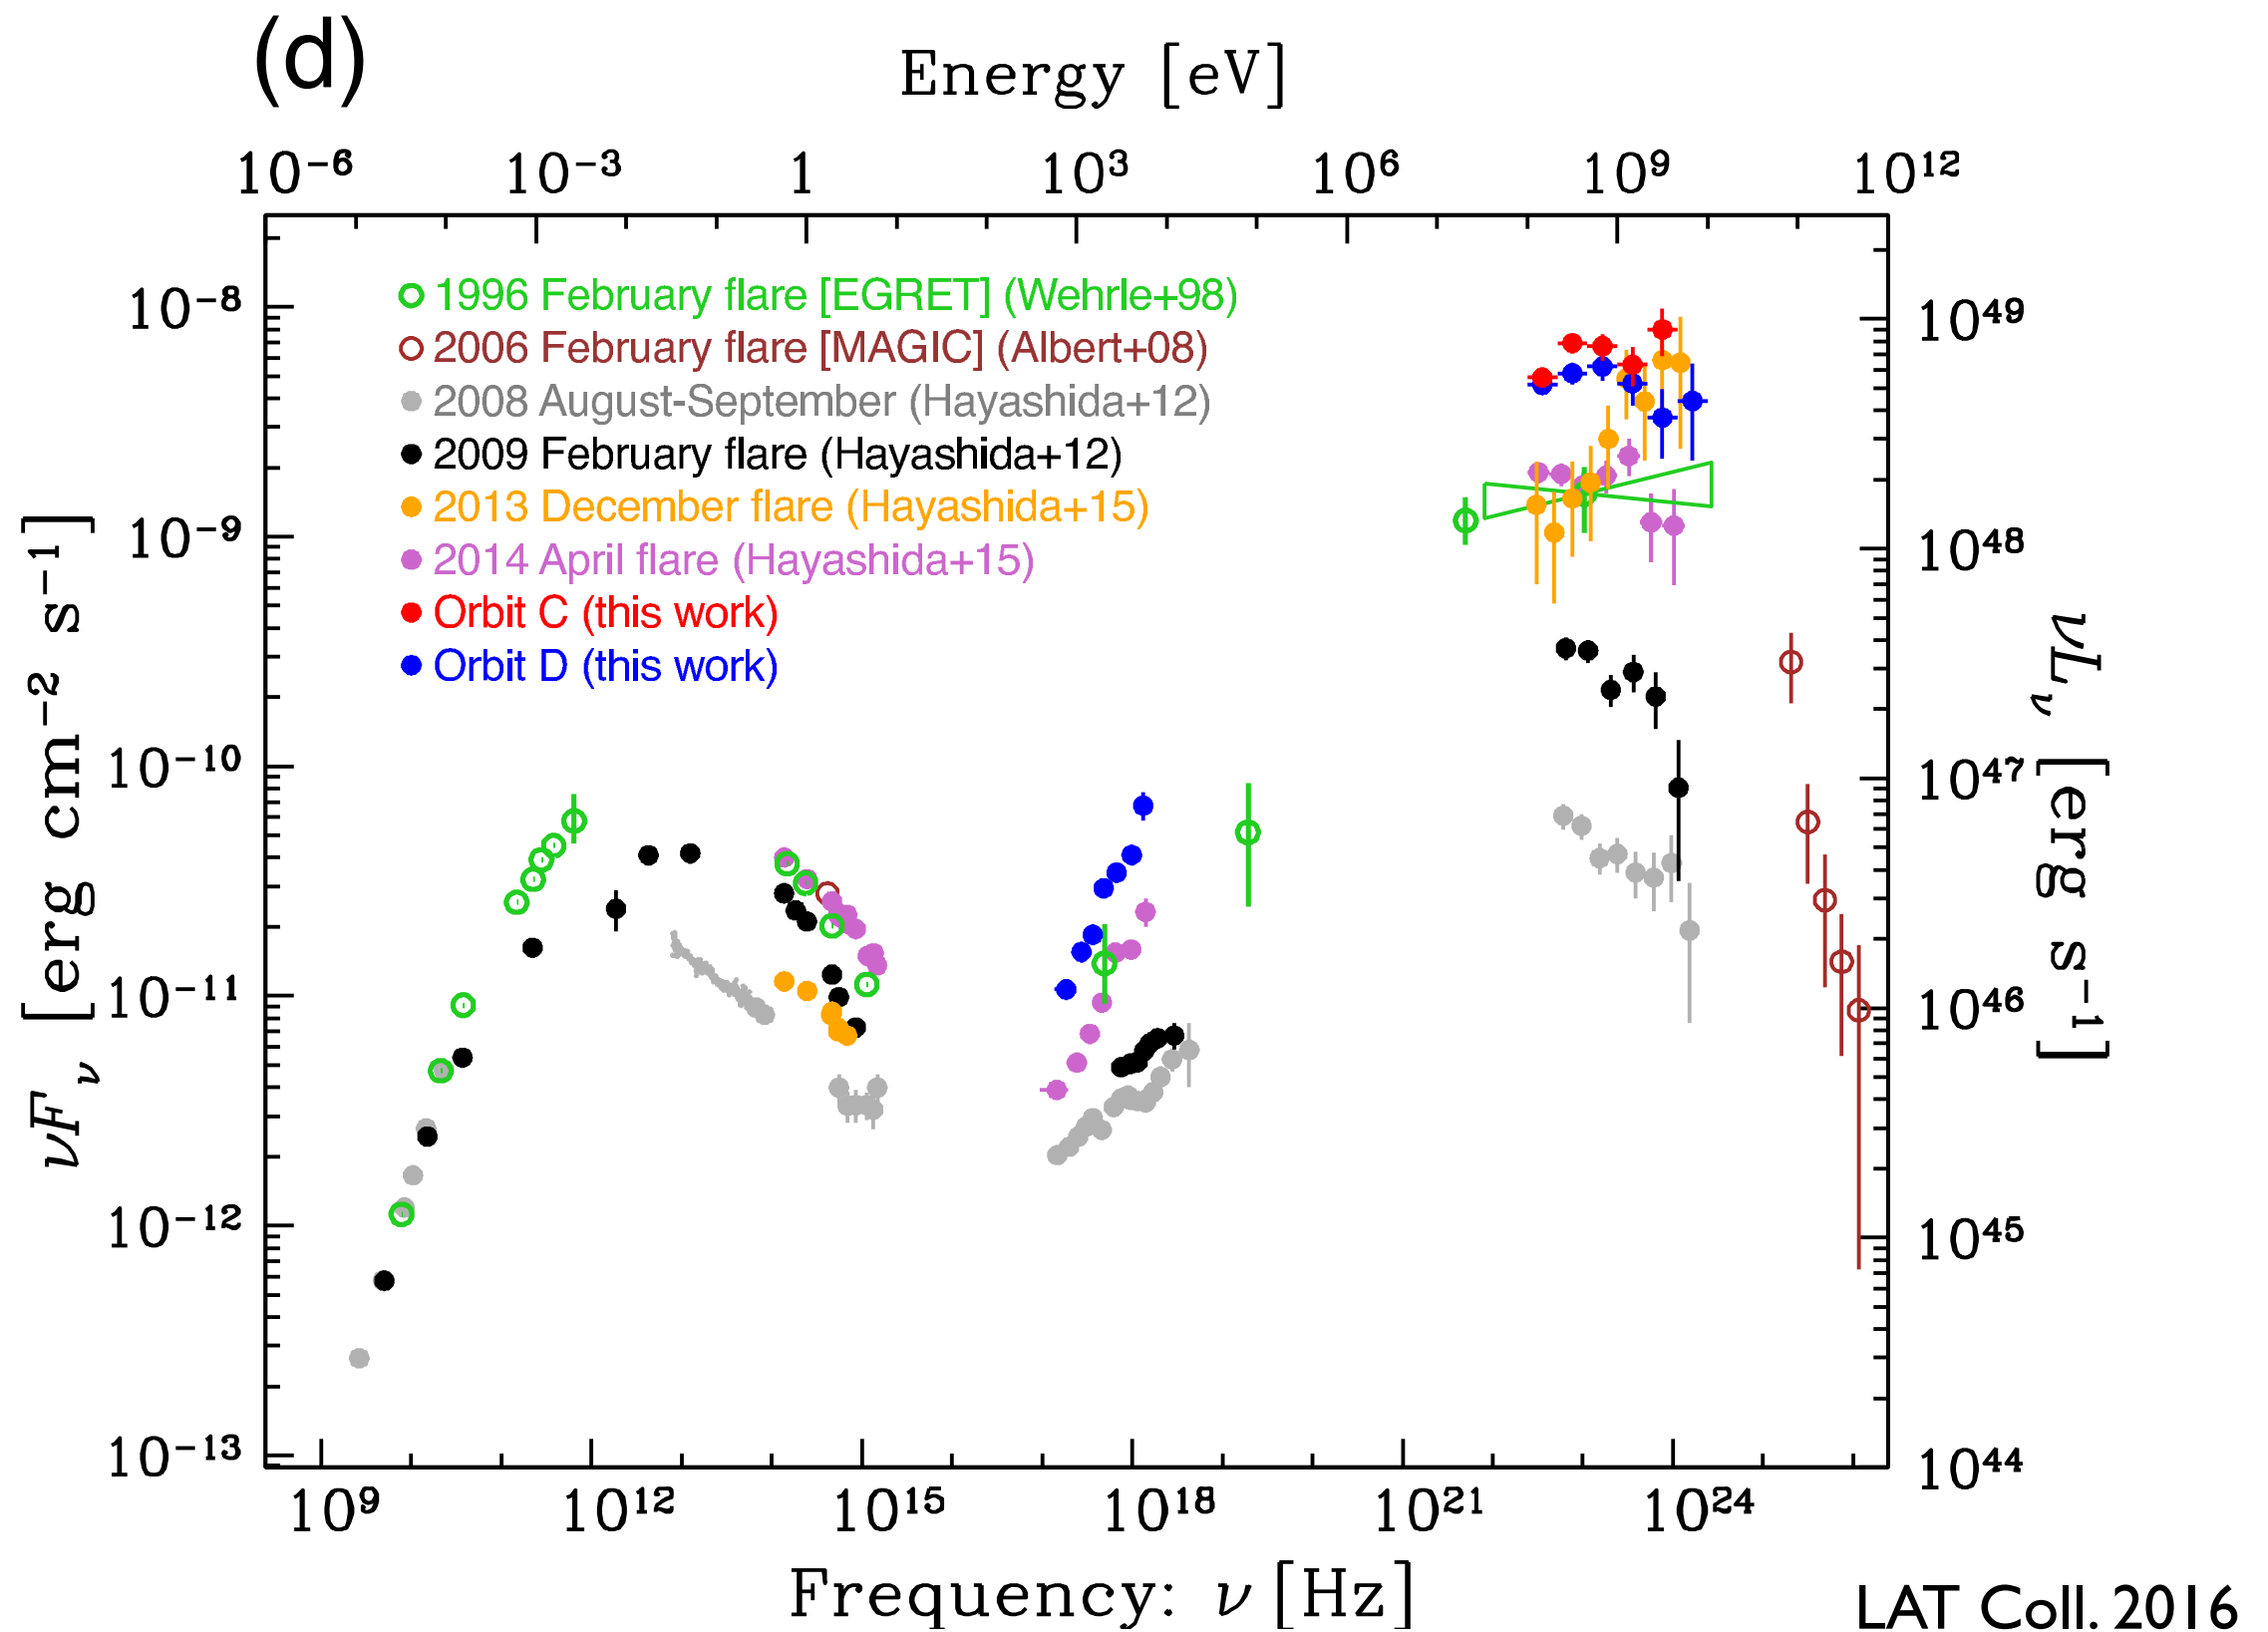 (d)
Energy [eV]
10⁻⁶ 10⁻³ 1 10³ 10⁶ 10⁹ 10¹²
1996 February flare [EGRET] (Wehrle+98)
2006 February flare [MAGIC] (Albert+08)
2008 August-September (Hayashida+12)
2009 February flare (Hayashida+12)
2013 December flare (Hayashida+15)
2014 April flare (Hayashida+15)
Orbit C (this work)
Orbit D (this work)
νFν [erg cm⁻² s⁻¹]
10⁻⁸
10⁻⁹
10⁻¹⁰
10⁻¹¹
10⁻¹²
10⁻¹³
10⁴⁹
10⁴⁸
10⁴⁷
10⁴⁶
10⁴⁵
10⁴⁴
νLν [erg s⁻¹]
10⁹ 10¹² 10¹⁵ 10¹⁸ 10²¹ 10²⁴
Frequency: ν [Hz]
LAT Coll. 2016